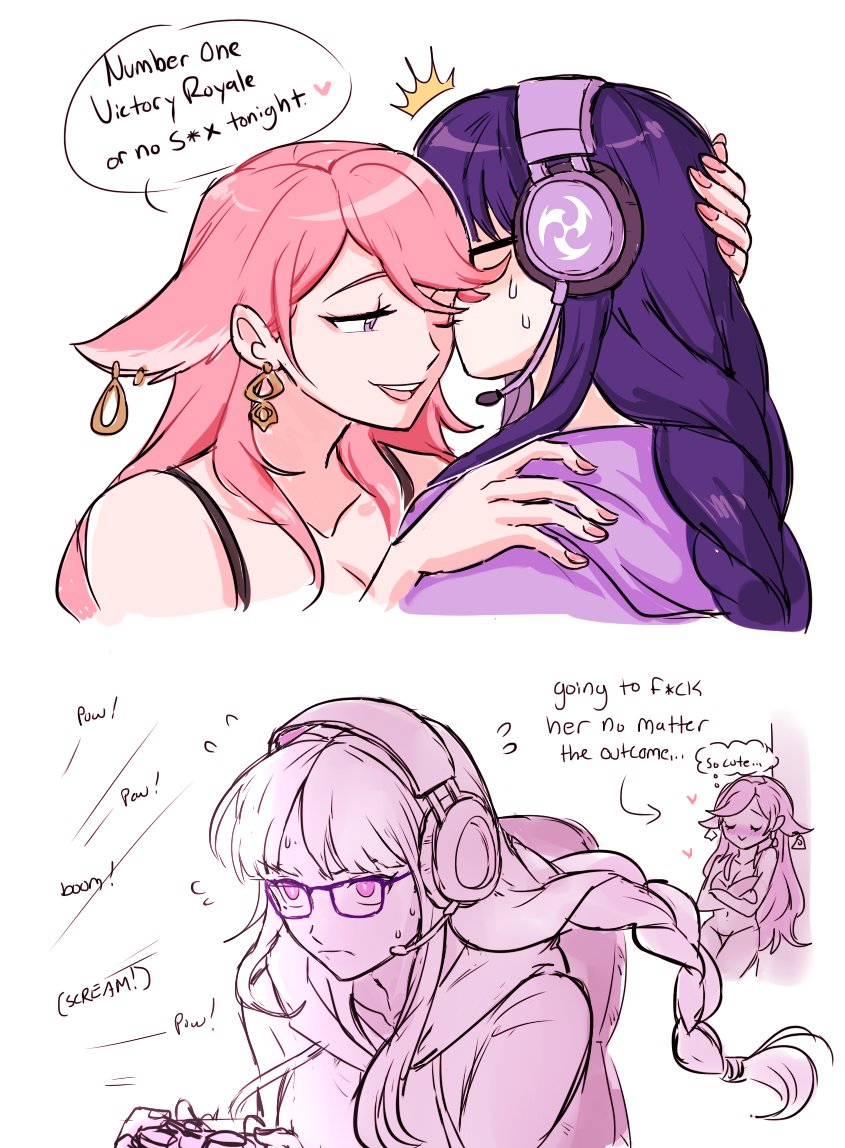 Number One
Victory Royale
or no s*x tonight.
Pow!
Pow!
boom!
(SCREAM!)
Pow!
going to f*ck
her no matter
the outcome...
So cute...